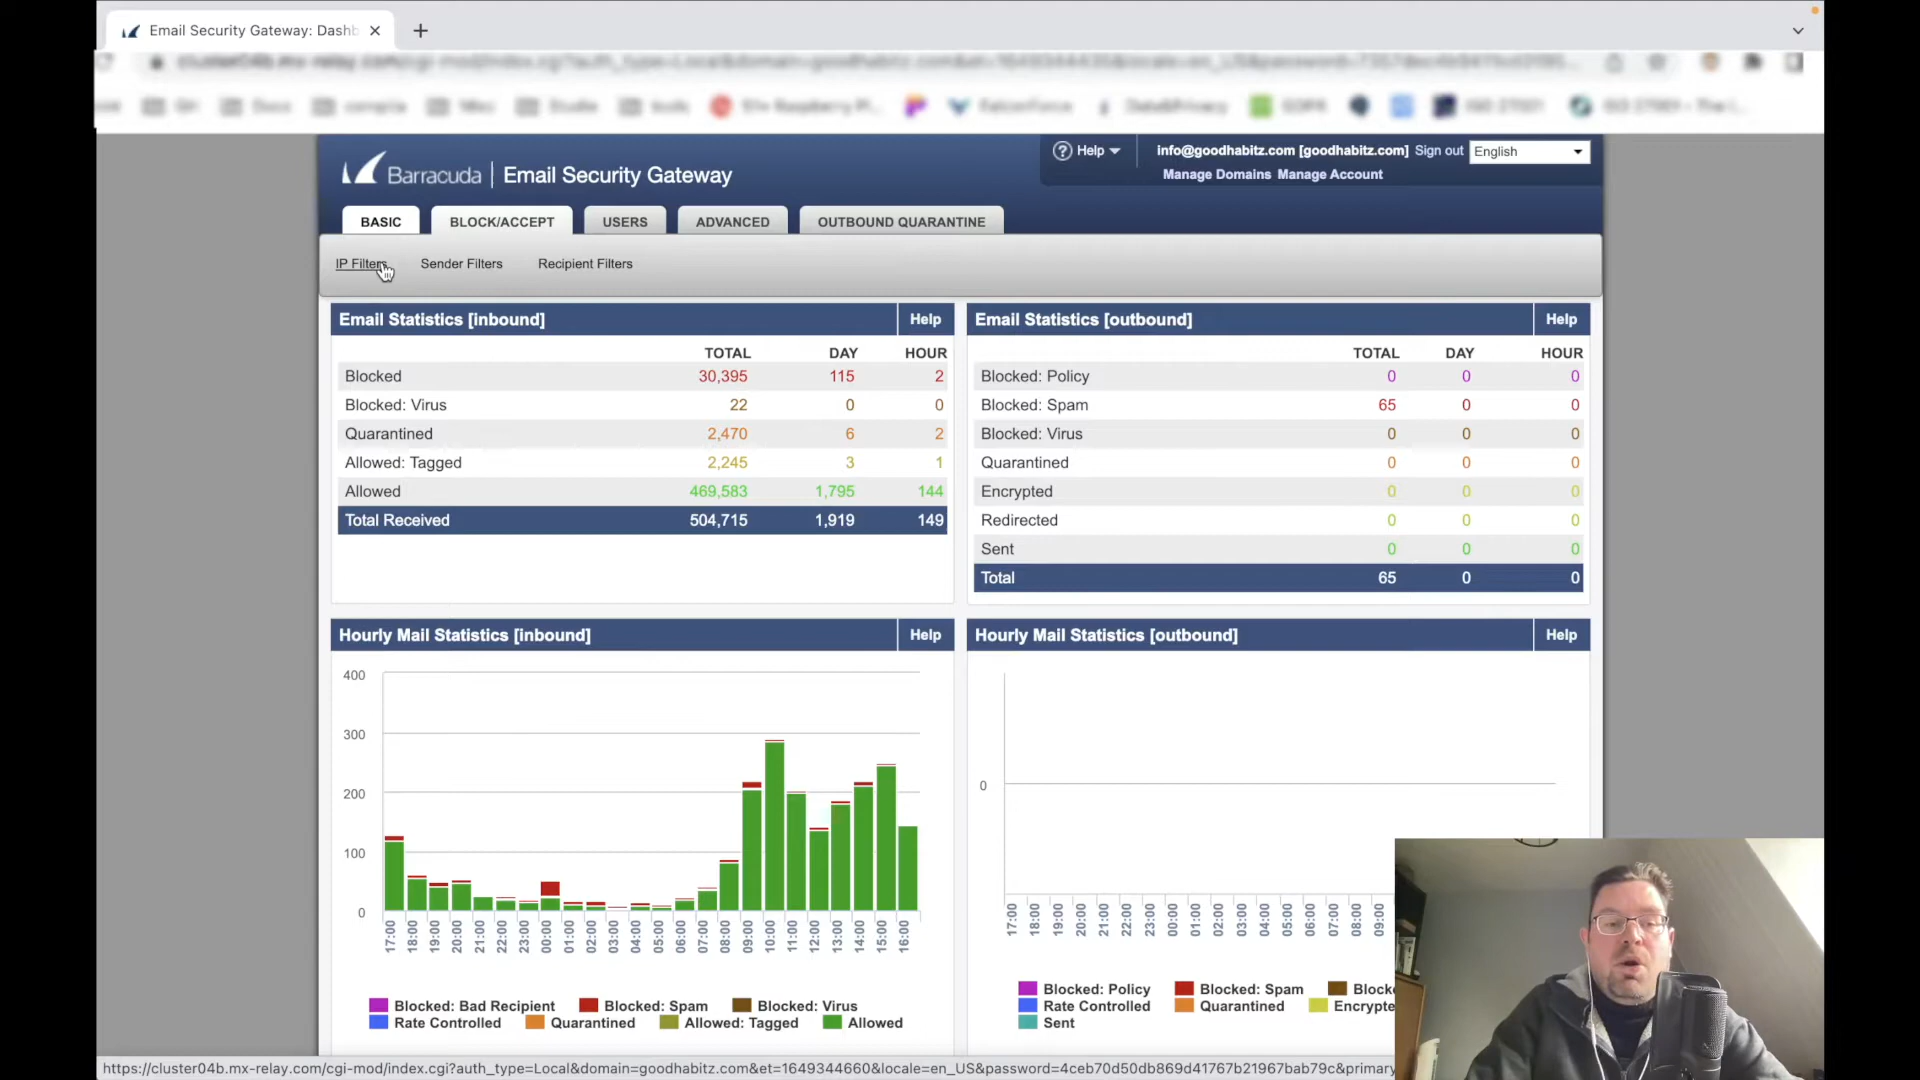 Email Security Gateway: Dashb
Barracuda | Email Security Gateway
Help
info@goodhabitz.com [goodhabitz.com] Sign out English
Manage Domains Manage Account
BASIC BLOCK/ACCEPT USERS ADVANCED OUTBOUND QUARANTINE
IP Filters Sender Filters Recipient Filters
Email Statistics [inbound] Help
TOTAL DAY HOUR
Blocked 30,395 115 2
Blocked: Virus 22 0 0
Quarantined 2,470 6 2
Allowed: Tagged 2,245 3 1
Allowed 469,583 1,795 144
Total Received 504,715 1,919 149
Email Statistics [outbound] Help
TOTAL DAY HOUR
Blocked: Policy 0 0 0
Blocked: Spam 65 0 0
Blocked: Virus 0 0 0
Quarantined 0 0 0
Encrypted 0 0 0
Redirected 0 0 0
Sent 0 0 0
Total 65 0 0
Hourly Mail Statistics [inbound] Help
400
300
200
100
0
17:00 18:00 19:00 20:00 21:00 22:00 23:00 00:00 01:00 02:00 03:00 04:00 05:00 06:00 07:00 08:00 09:00 10:00 11:00 12:00 13:00 14:00 15:00 16:00
Blocked: Bad Recipient Blocked: Spam Blocked: Virus
Rate Controlled Quarantined Allowed: Tagged Allowed
Hourly Mail Statistics [outbound] Help
0
17:00 18:00 19:00 20:00 21:00 22:00 23:00 00:00 01:00 02:00 03:00 04:00 05:00 06:00 07:00 08:00 09:00
Blocked: Policy Blocked: Spam Blocke
Rate Controlled Quarantined Encrypte
Sent
https://cluster04b.mx-relay.com/cgi-mod/index.cgi?auth_type=Local&domain=goodhabitz.com&et=1649344660&locale=en_US&password=4ceb70d50db869d41767b21967bab79c&primary